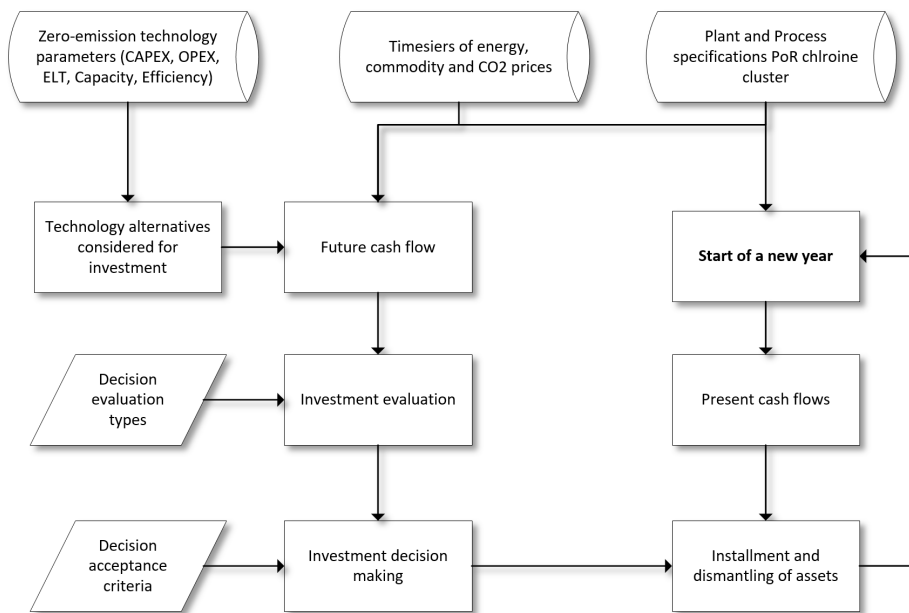 Zero-emission technology
parameters (CAPEX, OPEX,
ELT, Capacity, Efficiency)
Timesiers of energy,
commodity and CO2 prices
Plant and Process
specifications PoR chlroine
cluster
Technology alternatives
considered for
investment
Future cash flow
Start of a new year
Decision
evaluation
types
Investment evaluation
Present cash flows
Decision
acceptance
criteria
Investment decision
making
Installment and
dismantling of assets